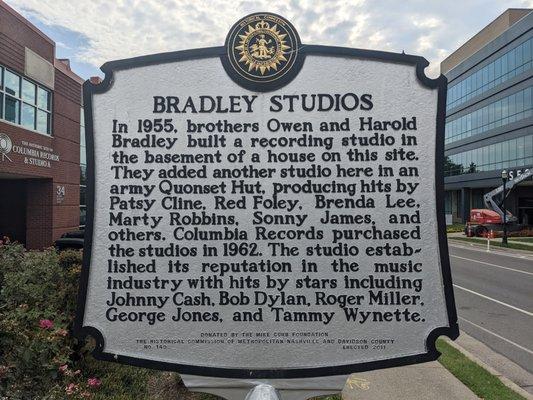 BRADLEY STUDIOS
In 1955, brothers Owen and Harold
Bradley built a recording studio in
the basement of a house on this site.
They added another studio here in an
army Quonset Hut, producing hits by
Patsy Cline, Red Foley, Brenda Lee,
Marty Robbins, Sonny James, and
others. Columbia Records purchased
the studios in 1962. The studio estab-
lished its reputation in the music
industry with hits by stars including
Johnny Cash, Bob Dylan, Roger Miller,
George Jones, and Tammy Wynette.
DONATED BY THE MIKE CURB FOUNDATION
THE HISTORICAL COMMISSION OF METROPOLITAN NASHVILLE AND DAVIDSON COUNTY
NO. 140 ERECTED 2011
COLUMBIA RECORDS
& STUDIO A
34